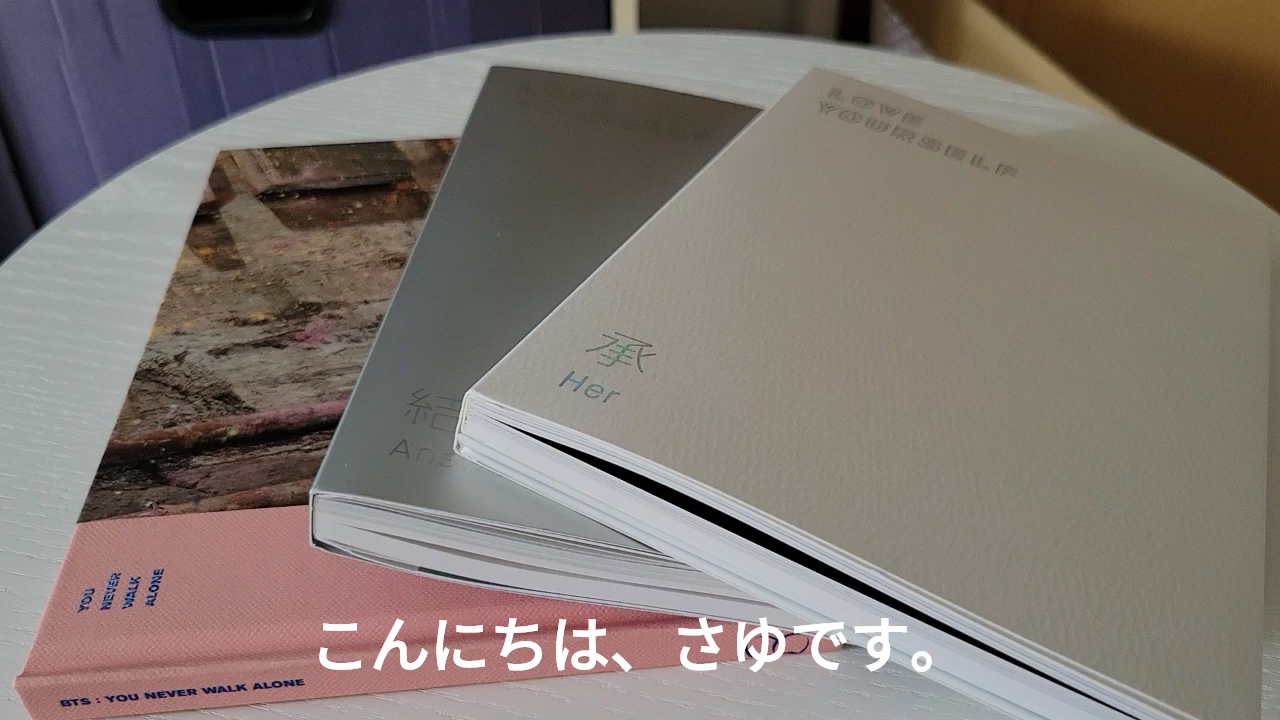 LOVE
YOURSELF
承
Her
結
YOU
NEVER
WALK
ALONE
BTS : YOU NEVER WALK ALONE
こんにちは、さゆです。